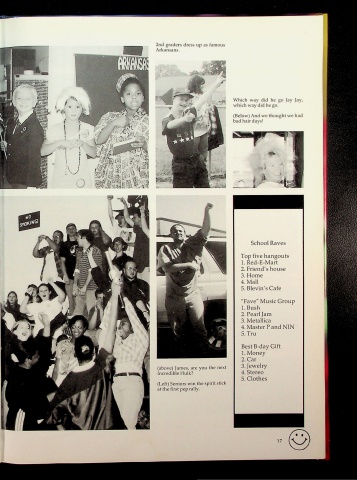 ARKANSAS
2nd graders dress up as famous
Arkansans.
Which way did he go Jay Jay,
which way did he go.
(Below) And we thought we had
bad hair days!
(above) James, are you the next
Incredible Hulk?
(Left) Seniors won the spirit stick
at the first pep rally.
School Raves
Top five hangouts
1. Red-E-Mart
2. Friend's house
3. Home
4. Mall
5. Blevin's Cafe
"Fave" Music Group
1. Bush
2. Pearl Jam
3. Metallica
4. Master P and NIN
5. Tru
Best B-day Gift
1. Money
2. Car
3. Jewelry
4. Stereo
5. Clothes
17